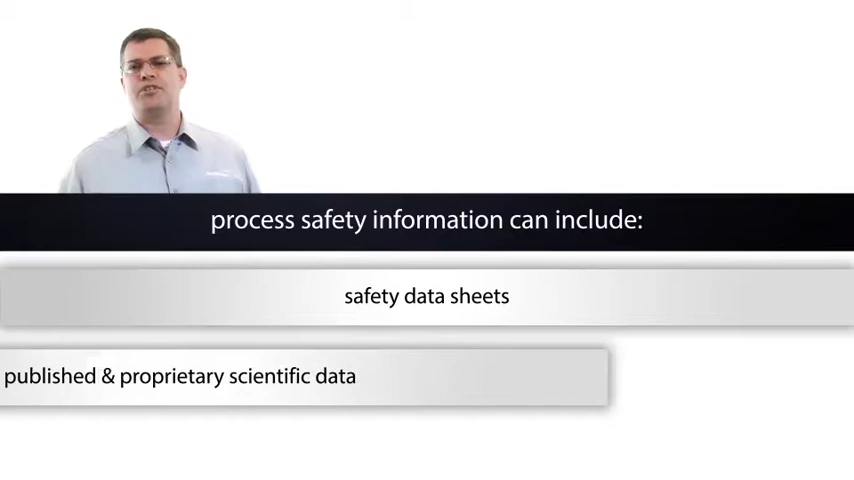 process safety information can include:
safety data sheets
published & proprietary scientific data